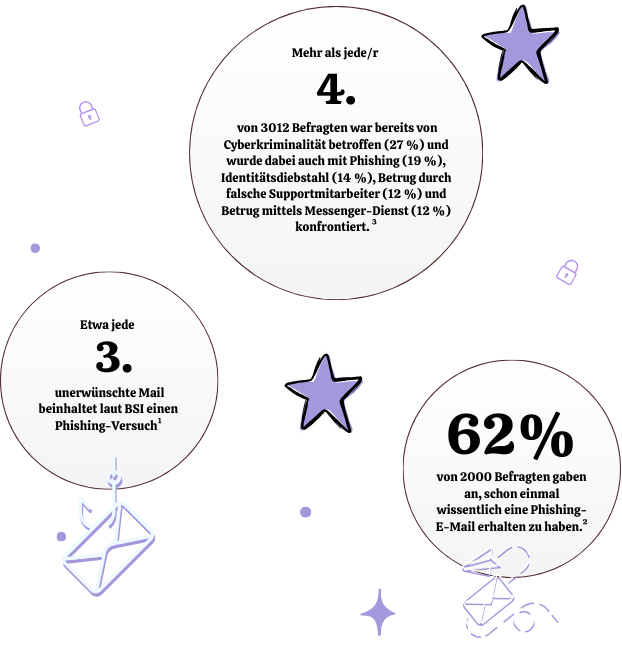 Mehr als jede/r
4.
von 3012 Befragten war bereits von
Cyberkriminalität betroffen (27 %) und
wurde dabei auch mit Phishing (19 %),
Identitätsdiebstahl (14 %), Betrug durch
falsche Supportmitarbeiter (12 %) und
Betrug mittels Messenger-Dienst (12 %)
konfrontiert. ³
Etwa jede
3.
unerwünschte Mail
beinhaltet laut BSI einen
Phishing-Versuch¹
62%
von 2000 Befragten gaben
an, schon einmal
wissentlich eine Phishing-
E-Mail erhalten zu haben.²